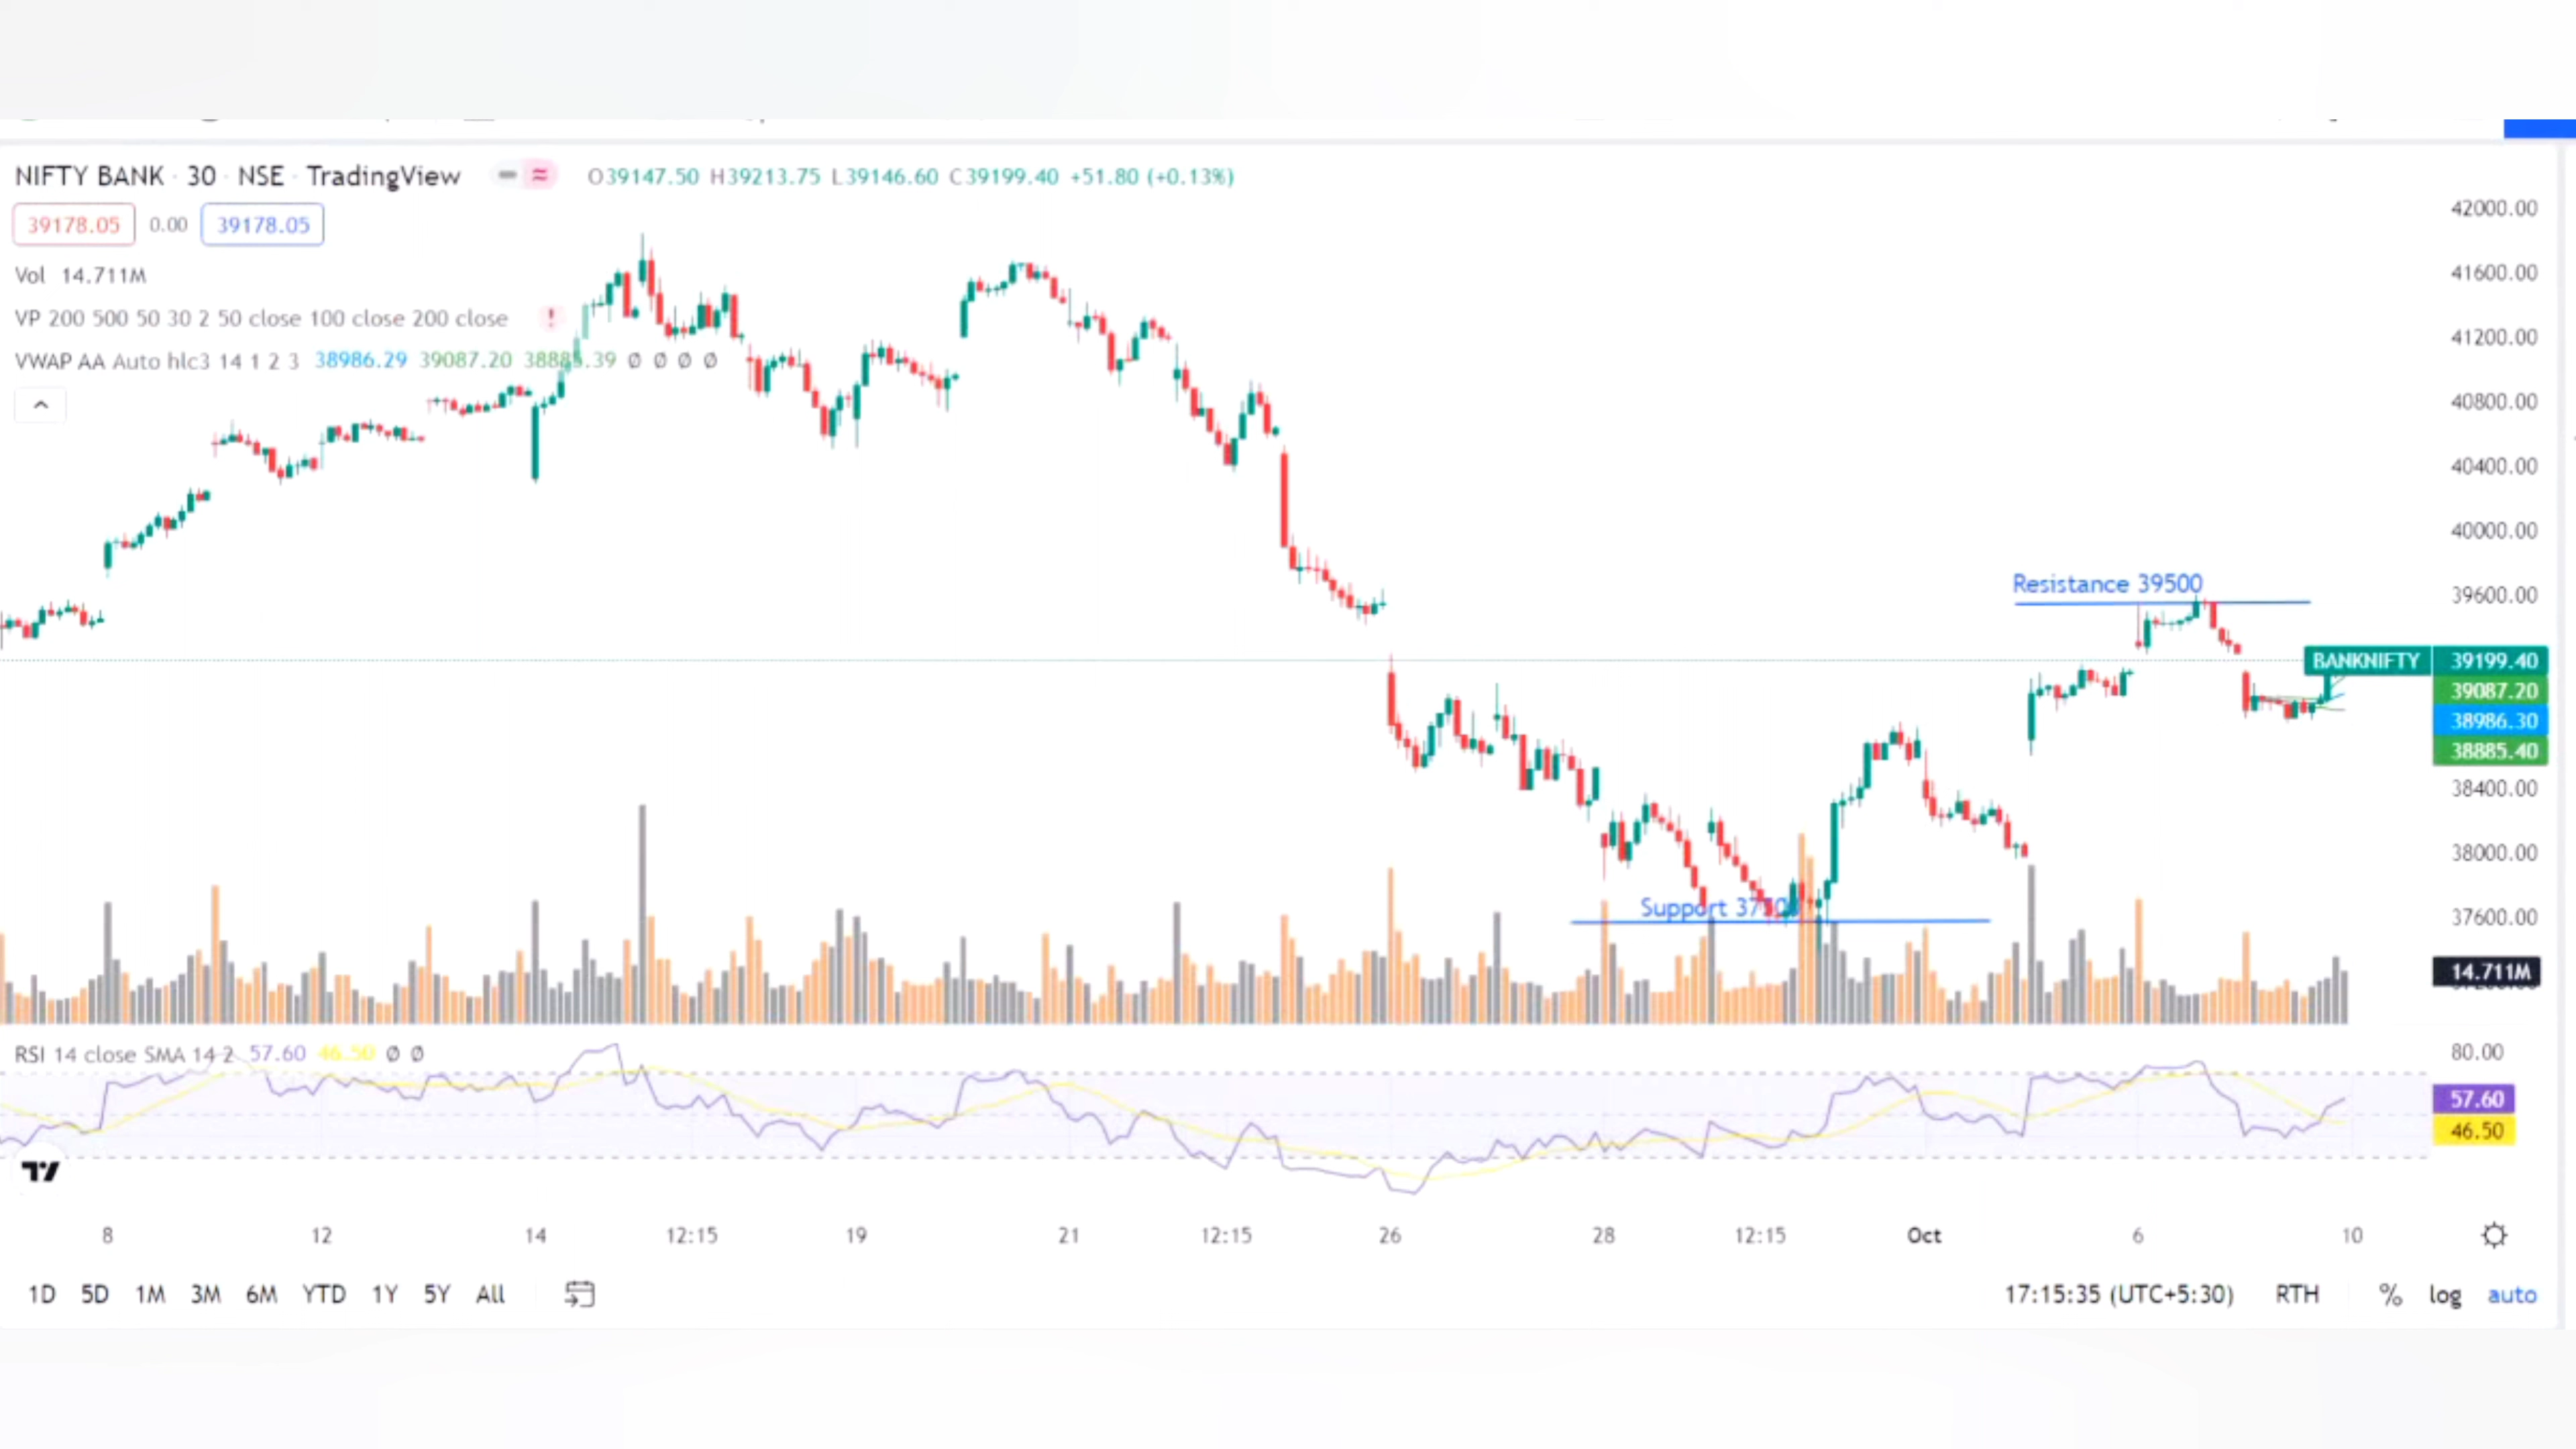 NIFTY BANK · 30 · NSE · TradingView
O39147.50 H39213.75 L39146.60 C39199.40 +51.80 (+0.13%)
39178.05 0.00 39178.05
Vol 14.711M
VP 200 500 50 30 2 50 close 100 close 200 close !
VWAP AA Auto hlc3 14 1 2 3 38986.29 39087.20 38885.39 Ø Ø Ø Ø
42000.00
41600.00
41200.00
40800.00
40400.00
40000.00
Resistance 39500
39600.00
BANKNIFTY 39199.40
39087.20
38986.30
38885.40
38400.00
38000.00
Support
37600.00
14.711M
RSI 14 close SMA 14 2 57.60 46.50 Ø Ø
80.00
57.60
46.50
8 12 14 12:15 19 21 12:15 26 28 12:15 Oct 6 10
1D 5D 1M 3M 6M YTD 1Y 5Y All
17:15:35 (UTC+5:30) RTH % log auto